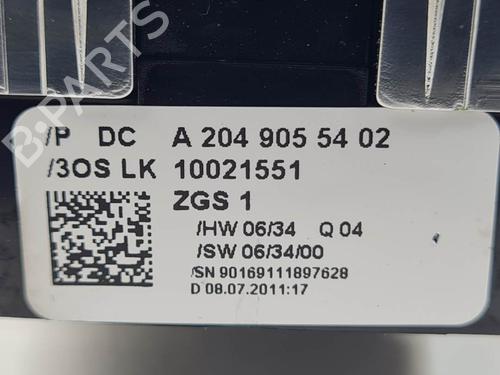 B-PARTS
/P DC A 204 905 54 02
/3OS LK 10021551
ZGS 1
/HW 06/34 Q 04
/SW 06/34/00
/SN 90169111897628
D 08.07.2011:17